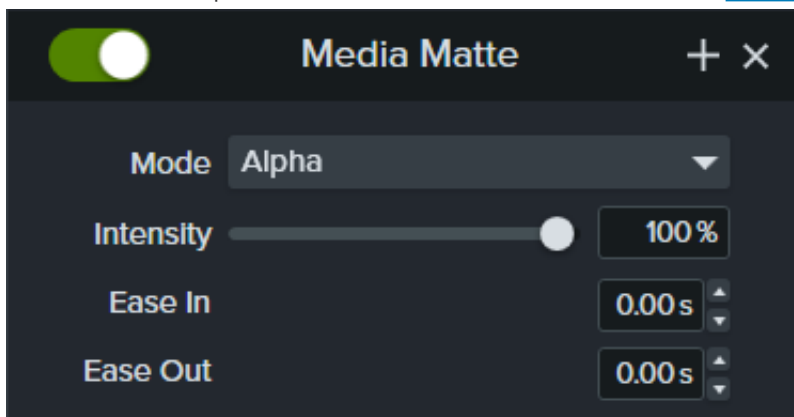 Media Matte
Mode Alpha
Intensity 100%
Ease In 0.00s
Ease Out 0.00s